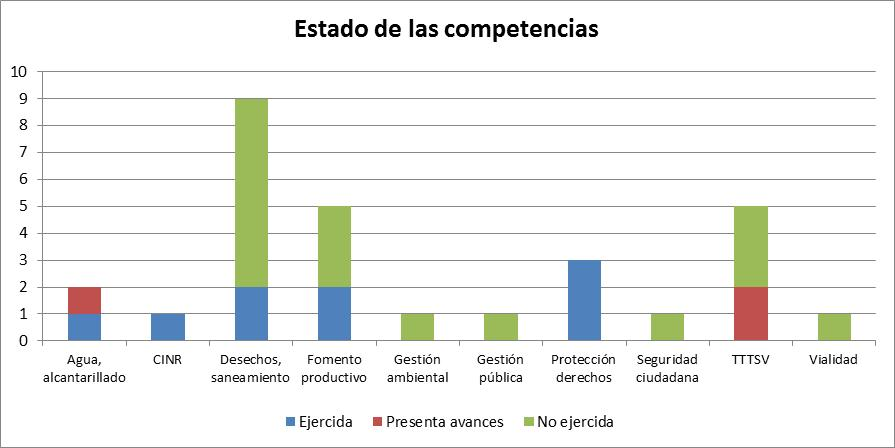 Estado de las competencias
10
9
8
7
6
5
4
3
2
1
0
Agua, alcantarillado
CINR
Desechos, saneamiento
Fomento productivo
Gestión ambiental
Gestión pública
Protección derechos
Seguridad ciudadana
TTTSV
Vialidad
Ejercida
Presenta avances
No ejercida